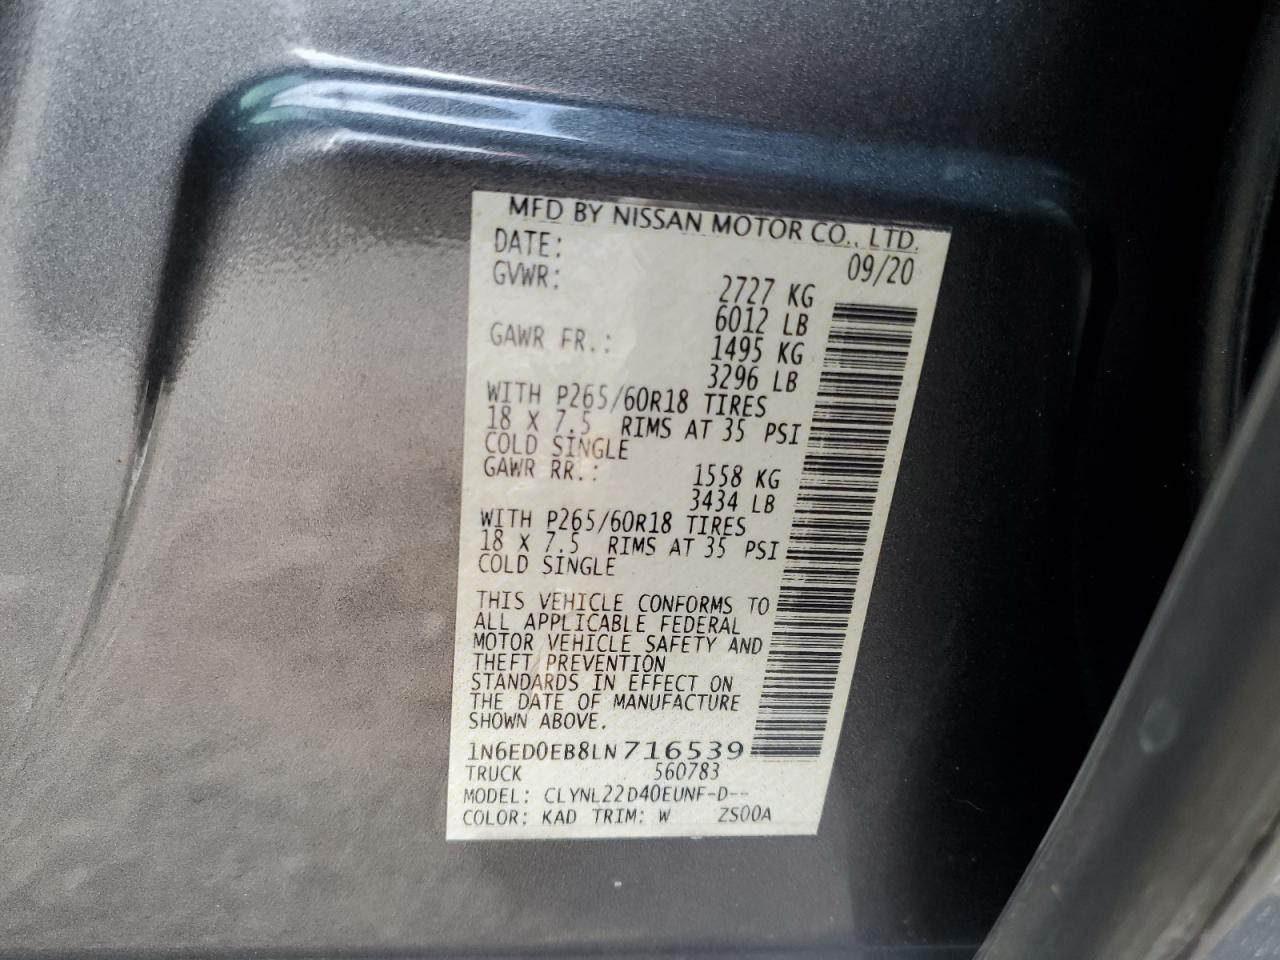 MFD BY NISSAN MOTOR CO., LTD.
DATE: 09/20
GVWR: 2727 KG
6012 LB
GAWR FR.: 1495 KG
3296 LB
WITH P265/60R18 TIRES
18 X 7.5 RIMS AT 35 PSI
COLD SINGLE
GAWR RR.: 1558 KG
3434 LB
WITH P265/60R18 TIRES
18 X 7.5 RIMS AT 35 PSI
COLD SINGLE
THIS VEHICLE CONFORMS TO
ALL APPLICABLE FEDERAL
MOTOR VEHICLE SAFETY AND
THEFT PREVENTION
STANDARDS IN EFFECT ON
THE DATE OF MANUFACTURE
SHOWN ABOVE.
1N6ED0EB8LN716539
TRUCK 560783
MODEL: CLYNL22D40EUNF-D--
COLOR: KAD TRIM: W ZS00A